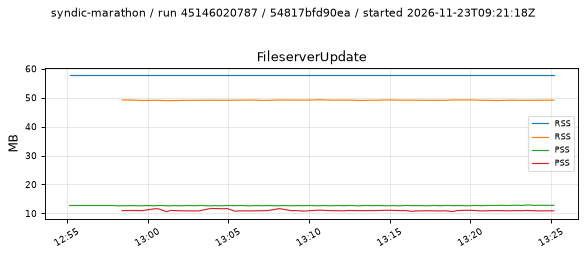 syndic-marathon / run 45146020787 / 54817bfd90ea / started 2026-11-23T09:21:18Z
FileserverUpdate
60
50
40
30
20
10
MB
RSS
RSS
PSS
PSS
12:55
13:00
13:05
13:10
13:15
13:20
13:25